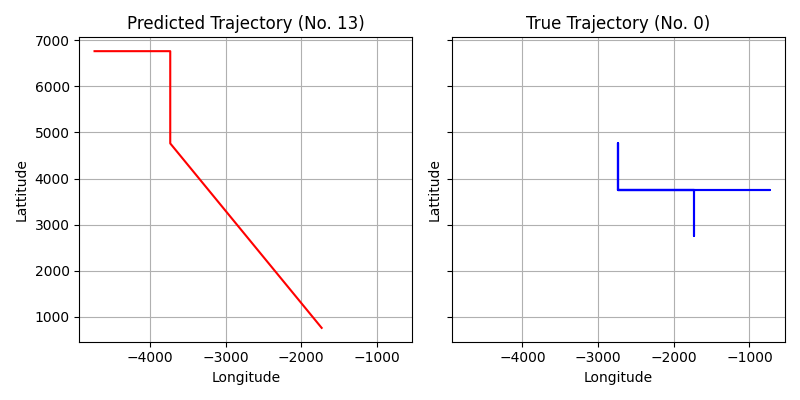 Predicted Trajectory (No. 13)
7000
6000
5000
4000
3000
2000
1000
Lattitude
−4000 −3000 −2000 −1000
Longitude
True Trajectory (No. 0)
Lattitude
−4000 −3000 −2000 −1000
Longitude